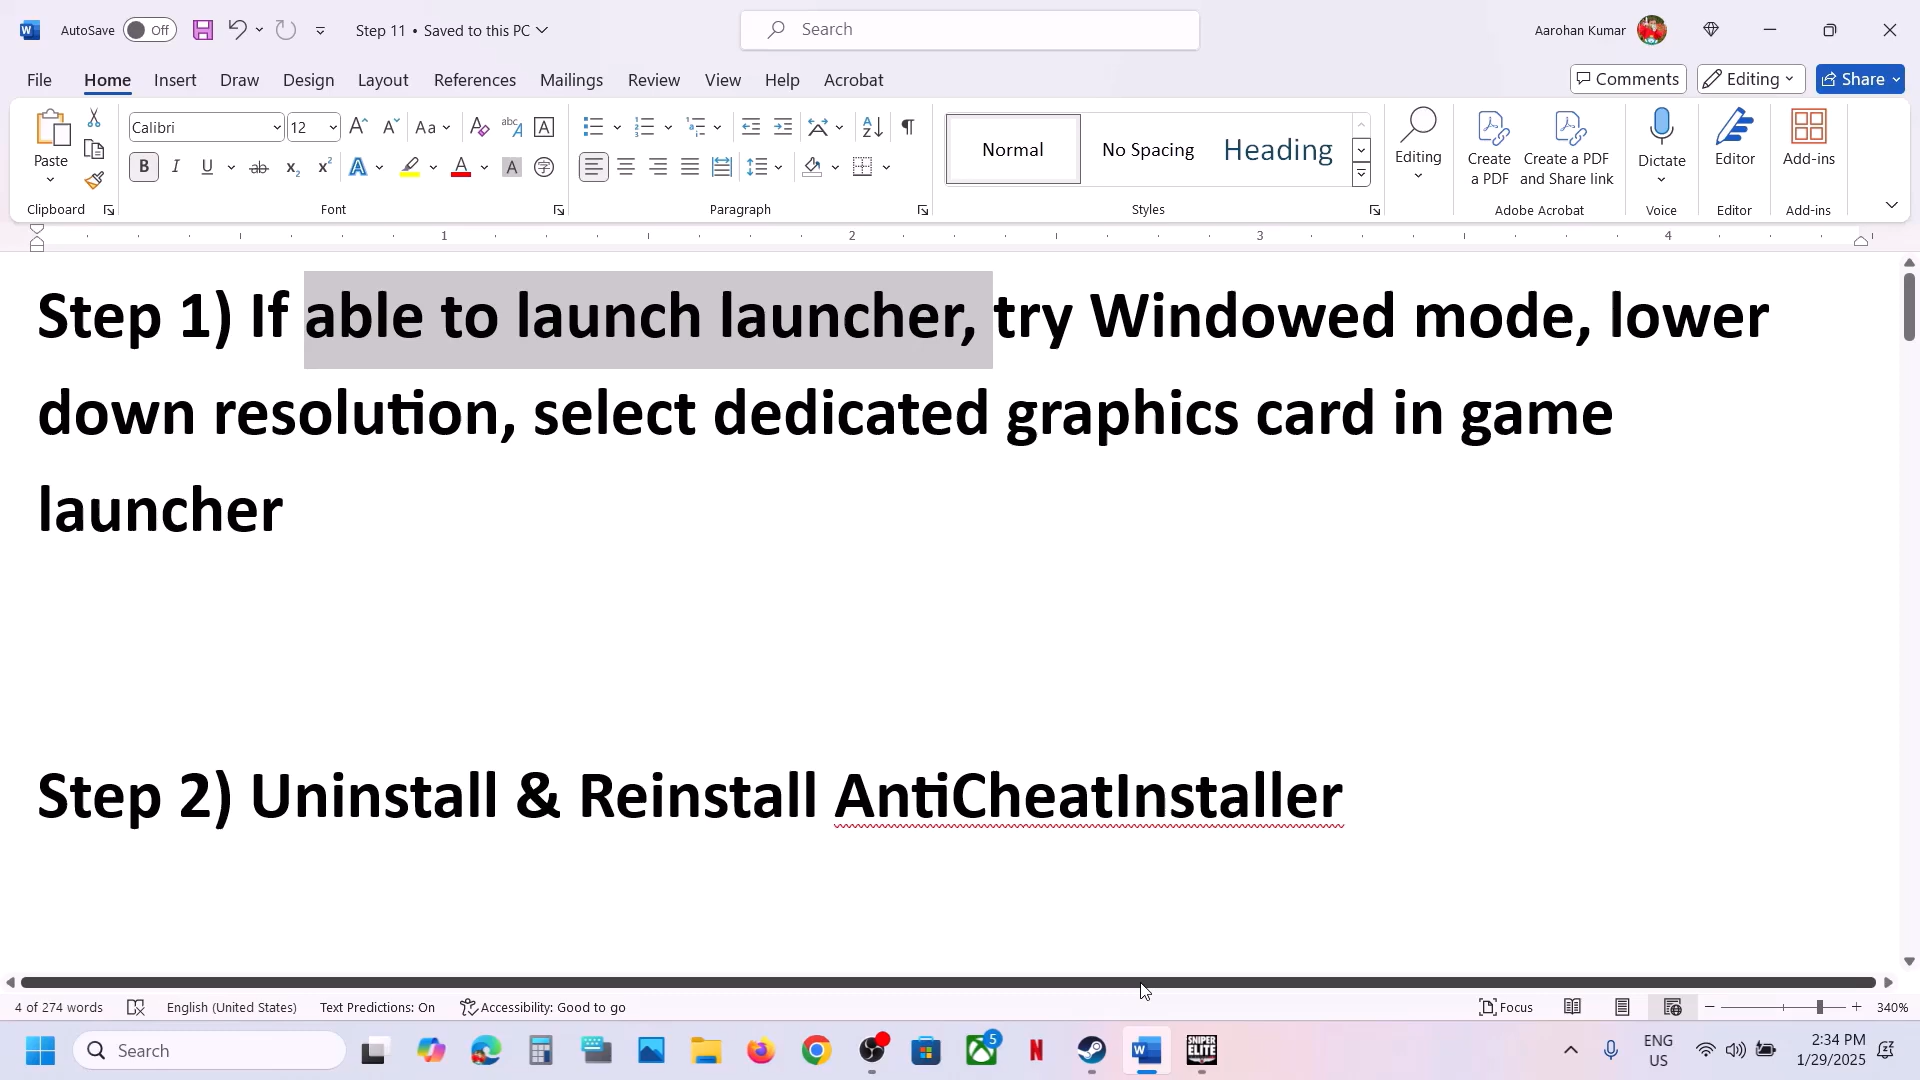 AutoSave Off Step 11 • Saved to this PC Search Aarohan Kumar
File Home Insert Draw Design Layout References Mailings Review View Help Acrobat Comments Editing Share
Paste Calibri 12 Aa Normal No Spacing Heading Editing Create a PDF Create a PDF and Share link Dictate Editor Add-ins
Clipboard Font Paragraph Styles Adobe Acrobat Voice Editor Add-ins
1 2 3 4
Step 1) If able to launch launcher, try Windowed mode, lower
down resolution, select dedicated graphics card in game
launcher
Step 2) Uninstall & Reinstall AntiCheatInstaller
4 of 274 words English (United States) Text Predictions: On Accessibility: Good to go Focus 340%
Search 5 SNIPER ELITE ENG US 2:34 PM 1/29/2025